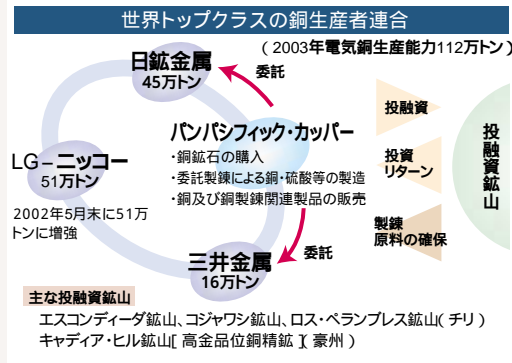 世界トップクラスの銅生産者連合
(2003年電気銅生産能力112万トン)
日鉱金属
45万トン
委託
パンパシフィック・カッパー
・銅鉱石の購入
・委託製錬による銅・硫酸等の製造
・銅及び銅製錬関連製品の販売
LG−ニッコー
51万トン
2002年5月末に51万
トンに増強
投融資
投資
リターン
製錬
原料の確保
投融資鉱山
委託
三井金属
16万トン
主な投融資鉱山
エスコンディーダ鉱山、コジャワシ鉱山、ロス・ペランブレス鉱山(チリ)
キャディア・ヒル鉱山[高金品位銅精鉱](豪州)